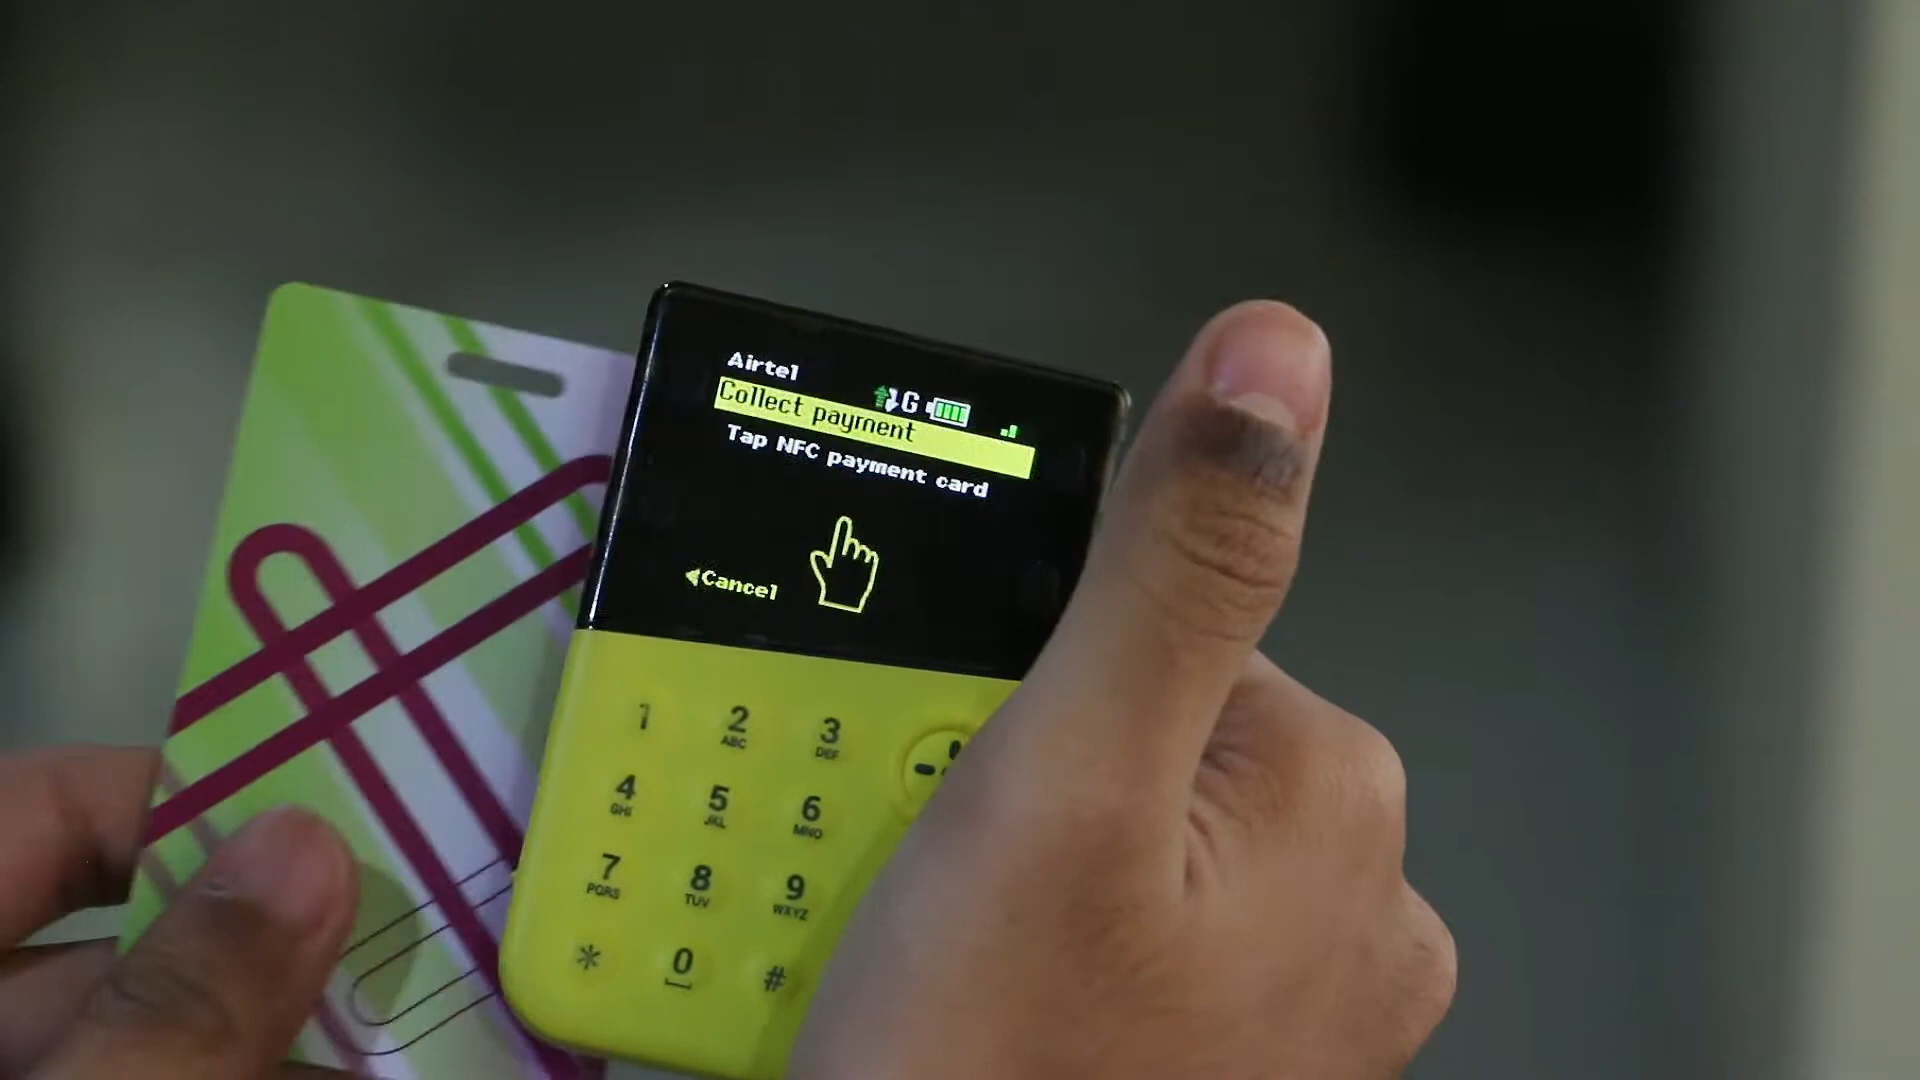 Airtel
G
Collect payment
Tap NFC payment card
Cancel
1 2 3
ABC DEF
4 5 6
GHI JKL MNO
7 8 9
PQRS TUV WXYZ
* 0 #